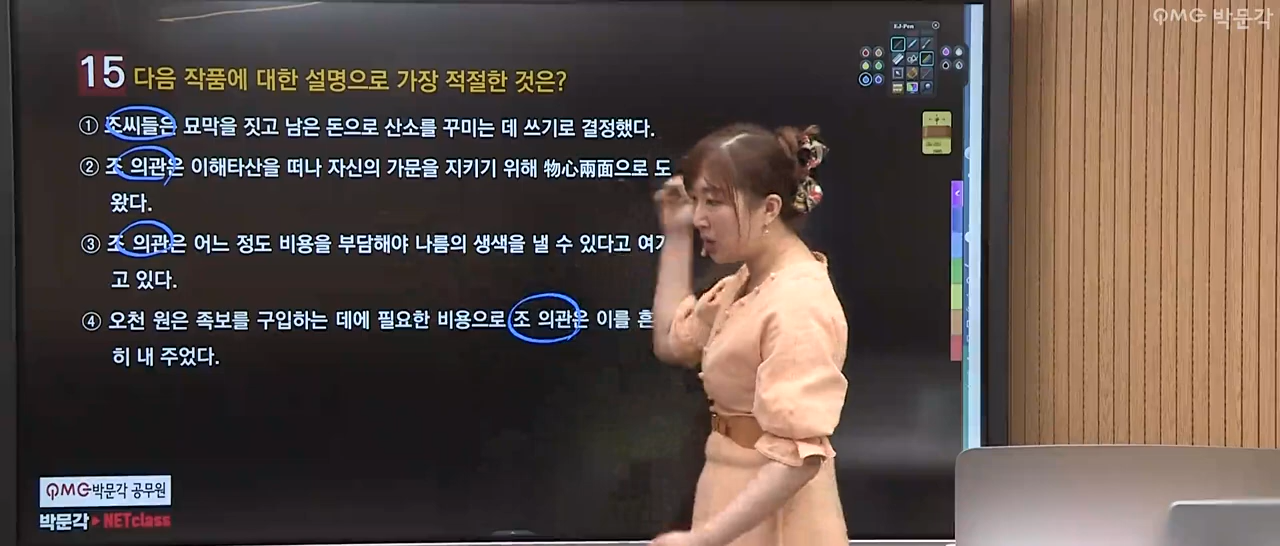 PMG 박문각
EJ-Pen
15 다음 작품에 대한 설명으로 가장 적절한 것은?
① 조씨들은 묘막을 짓고 남은 돈으로 산소를 꾸미는 데 쓰기로 결정했다.
② 조 의관은 이해타산을 떠나 자신의 가문을 지키기 위해 物心兩面으로 도
왔다.
③ 조 의관은 어느 정도 비용을 부담해야 나름의 생색을 낼 수 있다고
고 있다.
④ 오천 원은 족보를 구입하는 데에 필요한 비용으로 조 의관은 이를 흔
히 내 주었다.
PMG 박문각 공무원
박문각 NETclass